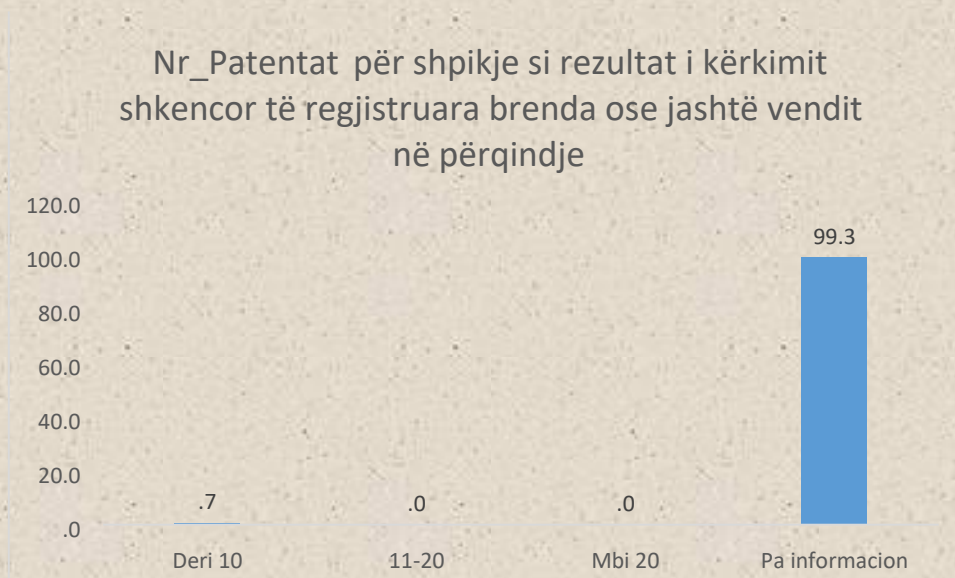 Nr_Patentat për shpikje si rezultat i kërkimit
shkencor të regjistruara brenda ose jashtë vendit
në përqindje
120.0
100.0
80.0
60.0
40.0
20.0
.0
.7
.0
.0
99.3
Deri 10
11-20
Mbi 20
Pa informacion